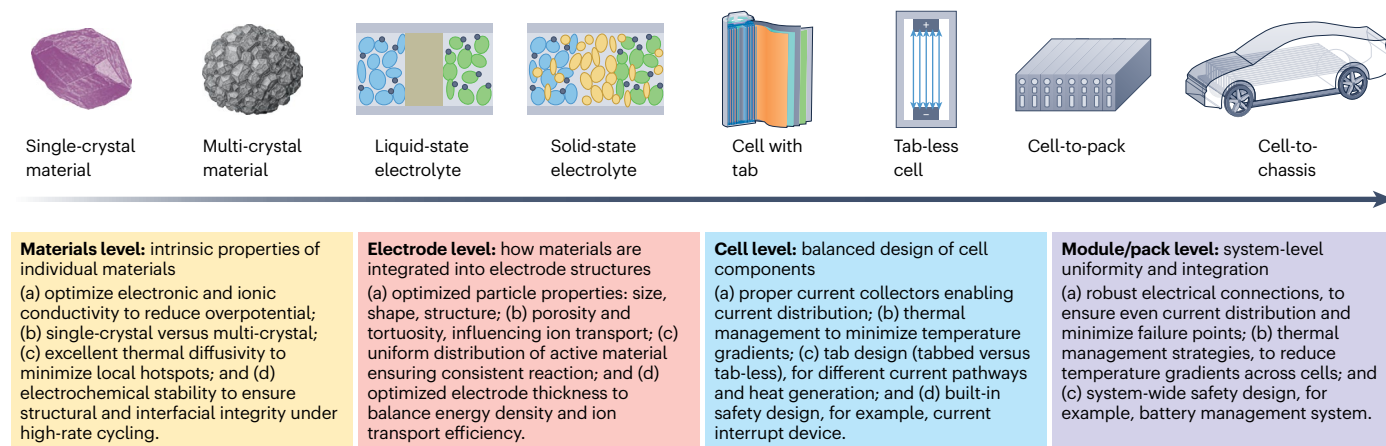 Single-crystal
material
Multi-crystal
material
Liquid-state
electrolyte
Solid-state
electrolyte
Cell with
tab
+
−
Tab-less
cell
Cell-to-pack
Cell-to-
chassis
Materials level: intrinsic properties of
individual materials
(a) optimize electronic and ionic
conductivity to reduce overpotential;
(b) single-crystal versus multi-crystal;
(c) excellent thermal diffusivity to
minimize local hotspots; and (d)
electrochemical stability to ensure
structural and interfacial integrity under
high-rate cycling.
Electrode level: how materials are
integrated into electrode structures
(a) optimized particle properties: size,
shape, structure; (b) porosity and
tortuosity, influencing ion transport; (c)
uniform distribution of active material
ensuring consistent reaction; and (d)
optimized electrode thickness to
balance energy density and ion
transport efficiency.
Cell level: balanced design of cell
components
(a) proper current collectors enabling
current distribution; (b) thermal
management to minimize temperature
gradients; (c) tab design (tabbed versus
tab-less), for different current pathways
and heat generation; and (d) built-in
safety design, for example, current
interrupt device.
Module/pack level: system-level
uniformity and integration
(a) robust electrical connections, to
ensure even current distribution and
minimize failure points; (b) thermal
management strategies, to reduce
temperature gradients across cells; and
(c) system-wide safety design, for
example, battery management system.